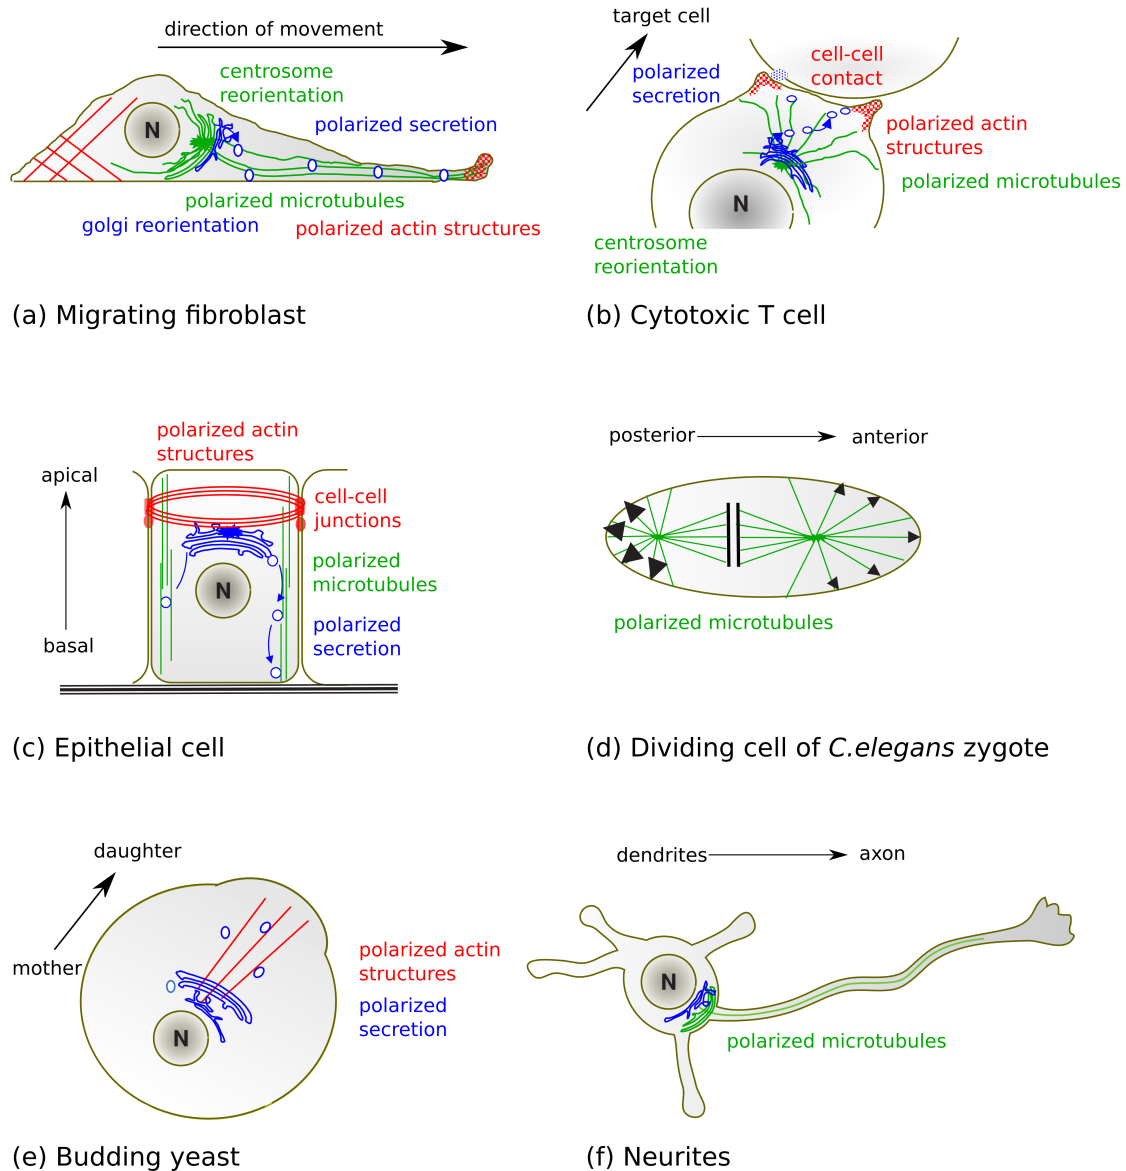 direction of movement
centrosome
reorientation
polarized secretion
N
polarized microtubules
golgi reorientation
polarized actin structures
(a) Migrating fibroblast
target cell
cell-cell
contact
polarized
secretion
polarized actin
structures
polarized microtubules
N
centrosome
reorientation
(b) Cytotoxic T cell
polarized actin
structures
apical
cell-cell
junctions
polarized
microtubules
N
polarized
secretion
basal
(c) Epithelial cell
posterior
anterior
polarized microtubules
(d) Dividing cell of C.elegans zygote
daughter
mother
polarized actin
structures
polarized
secretion
N
(e) Budding yeast
dendrites
axon
N
polarized microtubules
(f) Neurites